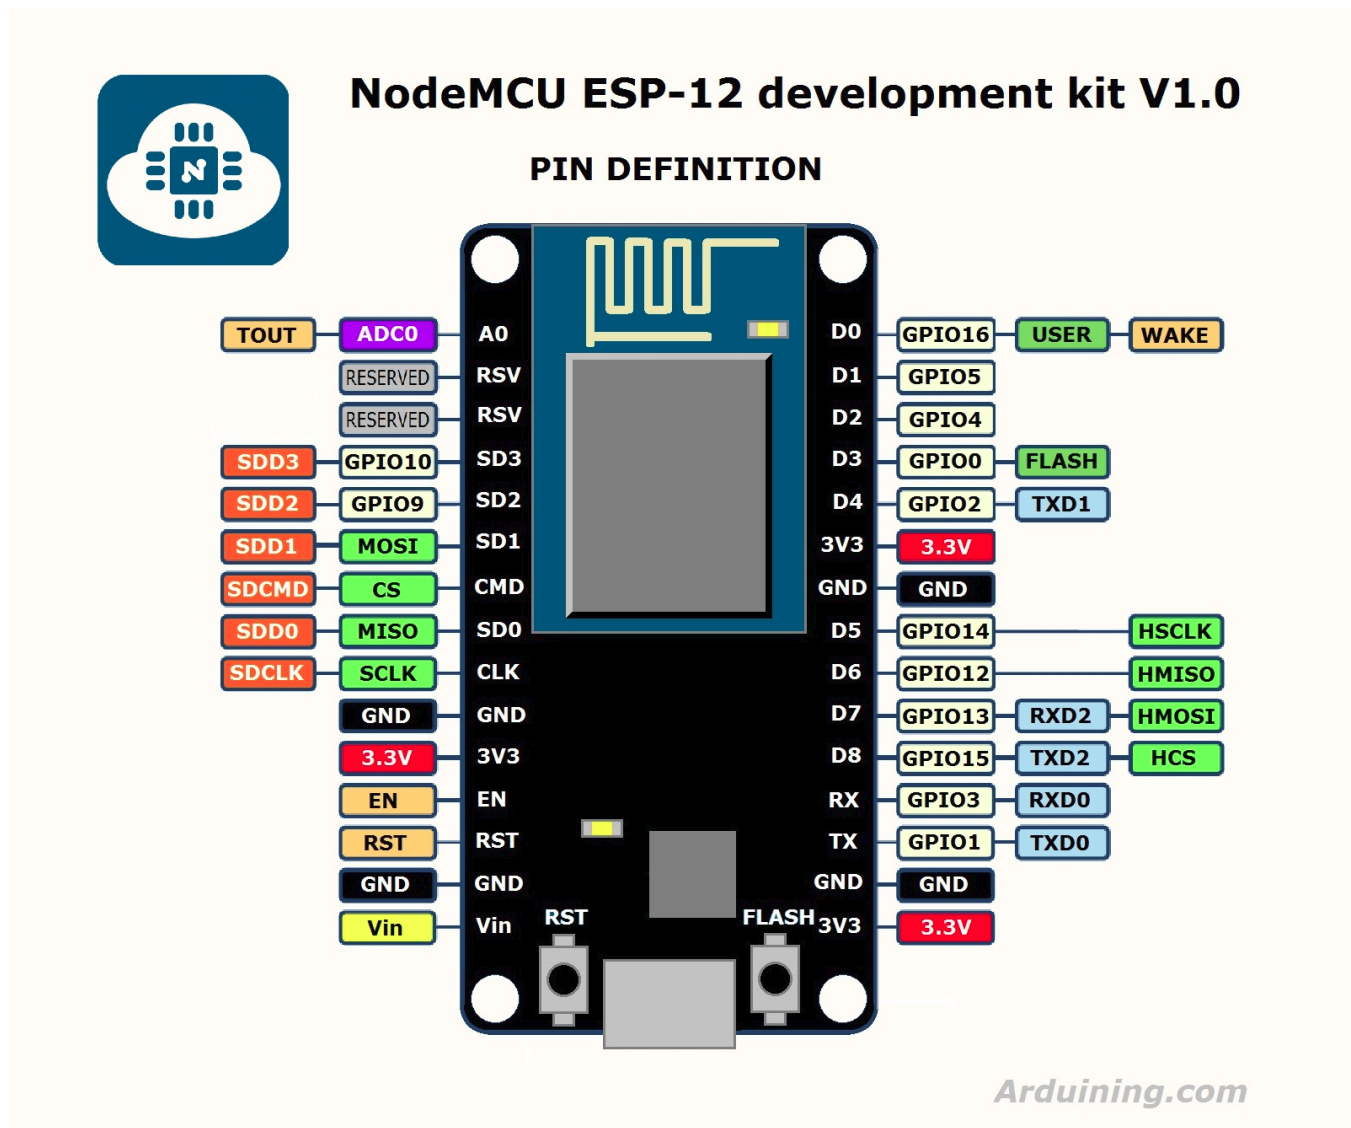 NodeMCU ESP-12 development kit V1.0
PIN DEFINITION
N
TOUT ADC0 A0 D0 GPIO16 USER WAKE
RESERVED RSV D1 GPIO5
RESERVED RSV D2 GPIO4
SDD3 GPIO10 SD3 D3 GPIO0 FLASH
SDD2 GPIO9 SD2 D4 GPIO2 TXD1
SDD1 MOSI SD1 3V3 3.3V
SDCMD CS CMD GND GND
SDD0 MISO SD0 D5 GPIO14 HSCLK
SDCLK SCLK CLK D6 GPIO12 HMISO
GND GND D7 GPIO13 RXD2 HMOSI
3.3V 3V3 D8 GPIO15 TXD2 HCS
EN EN RX GPIO3 RXD0
RST RST TX GPIO1 TXD0
GND GND GND GND
Vin Vin RST FLASH 3V3 3.3V
Arduining.com